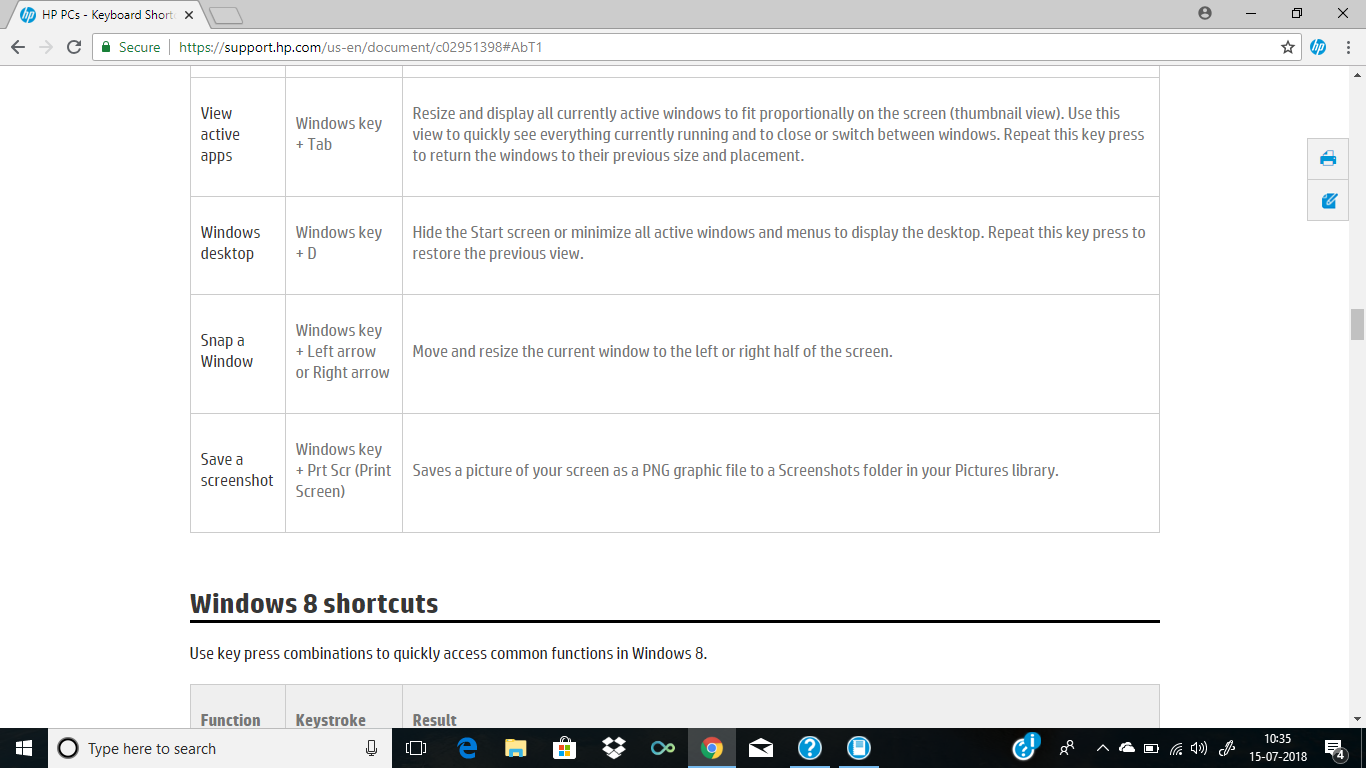 HP PCs - Keyboard Short
Secure
https://support.hp.com/us-en/document/c02951398#AbT1
View
active
apps
Windows key
+ Tab
Resize and display all currently active windows to fit proportionally on the screen (thumbnail view). Use this
view to quickly see everything currently running and to close or switch between windows. Repeat this key press
to return the windows to their previous size and placement.
Windows
desktop
Windows key
+ D
Hide the Start screen or minimize all active windows and menus to display the desktop. Repeat this key press to
restore the previous view.
Snap a
Window
Windows key
+ Left arrow
or Right arrow
Move and resize the current window to the left or right half of the screen.
Save a
screenshot
Windows key
+ Prt Scr (Print
Screen)
Saves a picture of your screen as a PNG graphic file to a Screenshots folder in your Pictures library.
Windows 8 shortcuts
Use key press combinations to quickly access common functions in Windows 8.
Function
Keystroke
Result
Type here to search
10:35
15-07-2018
4